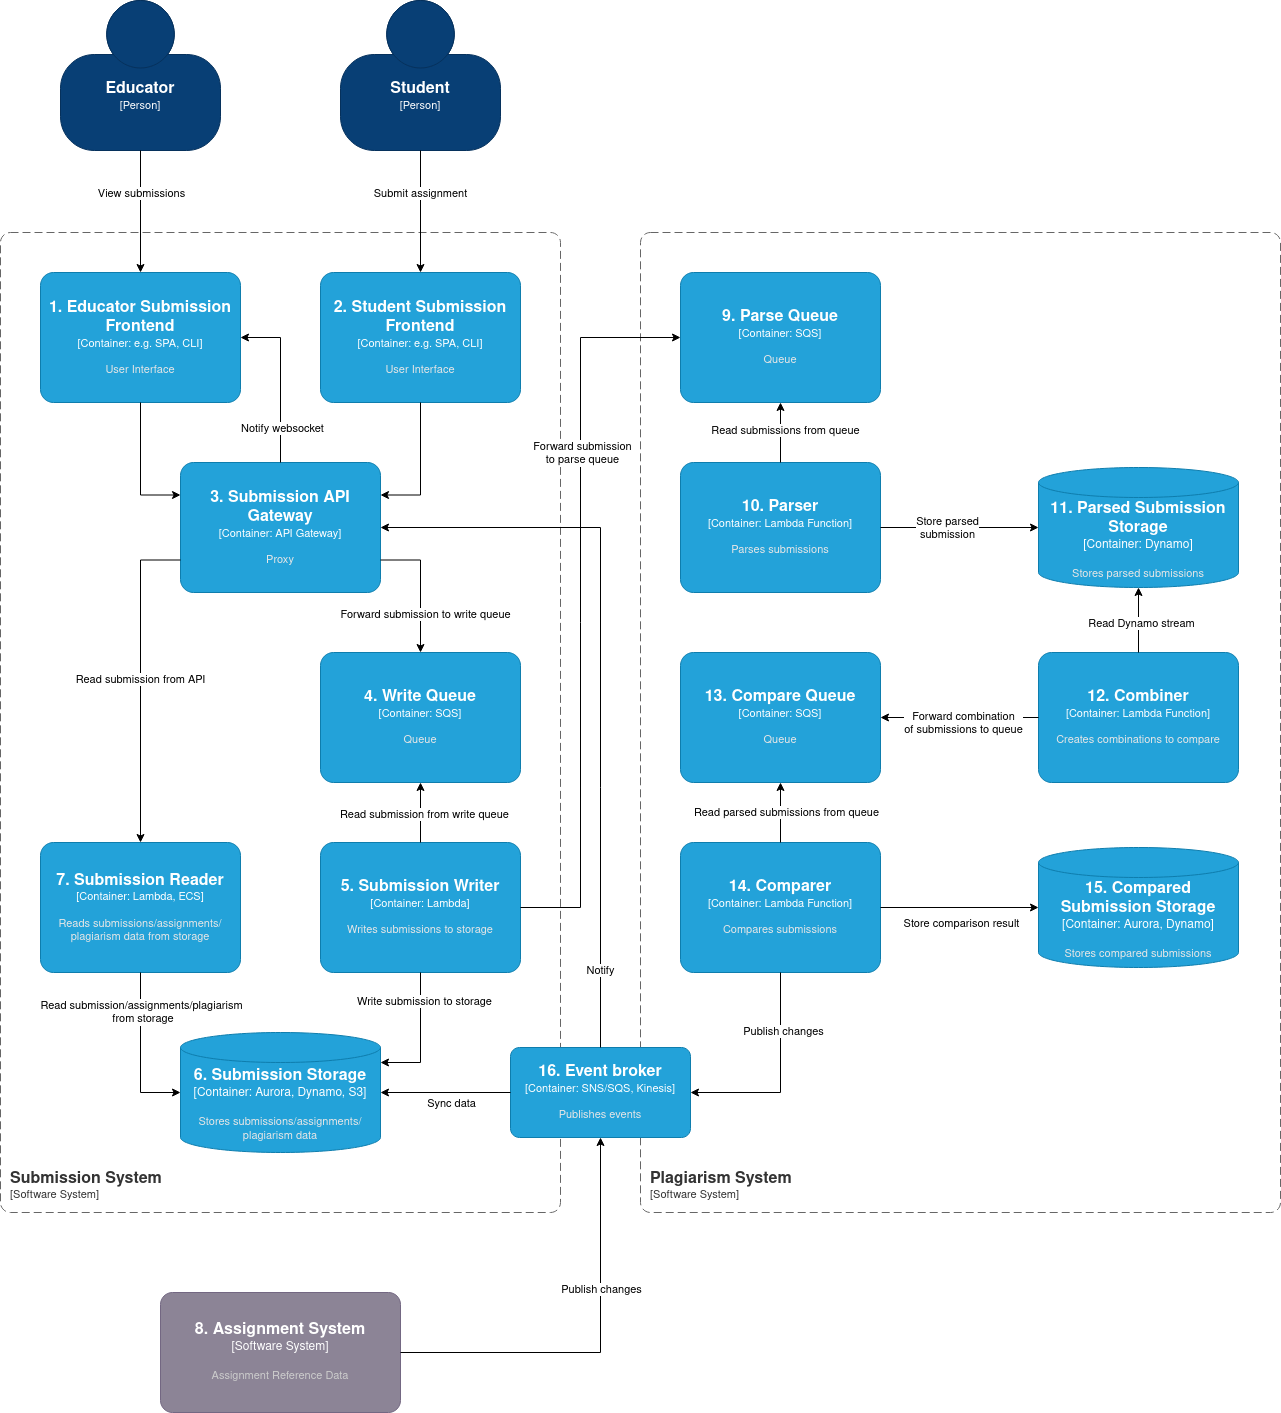 Educator
[Person]
Student
[Person]
View submissions
Submit assignment
1. Educator Submission
Frontend
[Container: e.g. SPA, CLI]
User Interface
2. Student Submission
Frontend
[Container: e.g. SPA, CLI]
User Interface
9. Parse Queue
[Container: SQS]
Queue
Notify websocket
Forward submission
to parse queue
Read submissions from queue
3. Submission API
Gateway
[Container: API Gateway]
Proxy
10. Parser
[Container: Lambda Function]
Parses submissions
Store parsed
submission
11. Parsed Submission
Storage
[Container: Dynamo]
Stores parsed submissions
Forward submission to write queue
Read Dynamo stream
Read submission from API
4. Write Queue
[Container: SQS]
Queue
13. Compare Queue
[Container: SQS]
Queue
Forward combination
of submissions to queue
12. Combiner
[Container: Lambda Function]
Creates combinations to compare
Read submission from write queue
Read parsed submissions from queue
7. Submission Reader
[Container: Lambda, ECS]
Reads submissions/assignments/
plagiarism data from storage
5. Submission Writer
[Container: Lambda]
Writes submissions to storage
14. Comparer
[Container: Lambda Function]
Compares submissions
Store comparison result
15. Compared
Submission Storage
[Container: Aurora, Dynamo]
Stores compared submissions
Notify
Read submission/assignments/plagiarism
from storage
Write submission to storage
Publish changes
6. Submission Storage
[Container: Aurora, Dynamo, S3]
Stores submissions/assignments/
plagiarism data
Sync data
16. Event broker
[Container: SNS/SQS, Kinesis]
Publishes events
Submission System
[Software System]
Plagiarism System
[Software System]
Publish changes
8. Assignment System
[Software System]
Assignment Reference Data